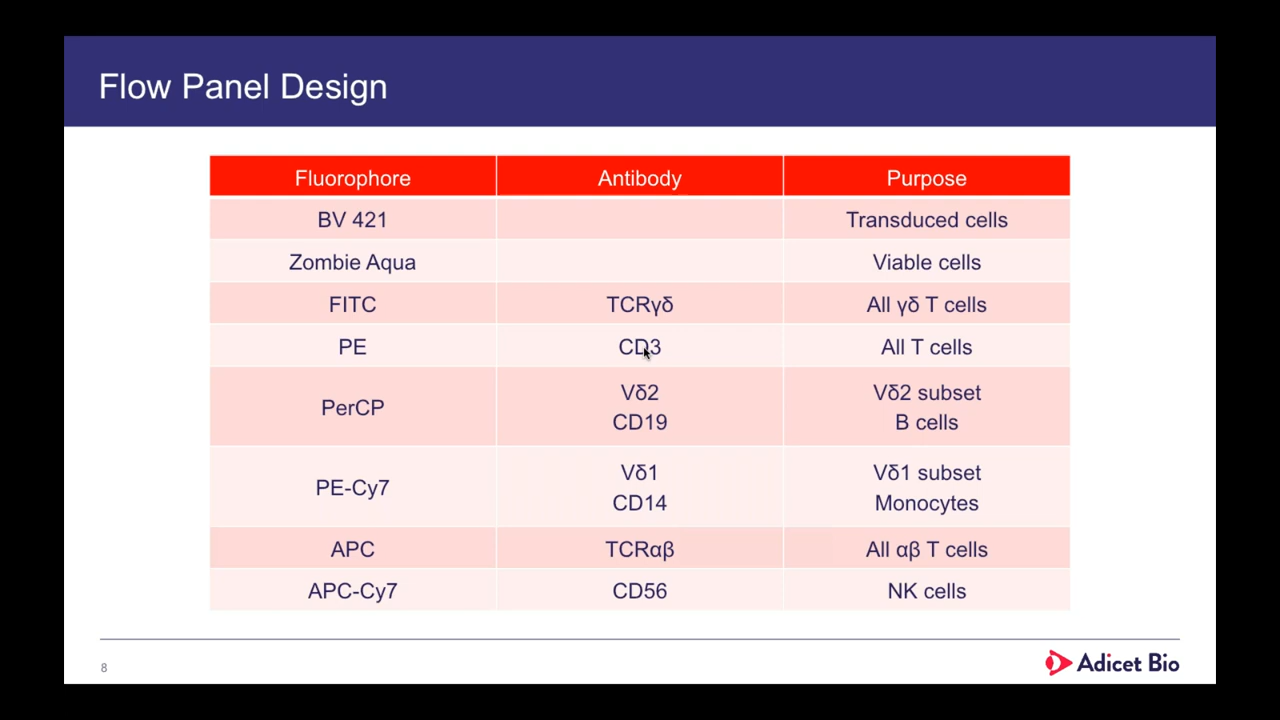 Flow Panel Design
Fluorophore Antibody Purpose
BV 421 Transduced cells
Zombie Aqua Viable cells
FITC TCRγδ All γδ T cells
PE CD3 All T cells
PerCP
Vδ2
CD19
Vδ2 subset
B cells
PE-Cy7
Vδ1
CD14
Vδ1 subset
Monocytes
APC TCRαβ All αβ T cells
APC-Cy7 CD56 NK cells
8
Adicet Bio